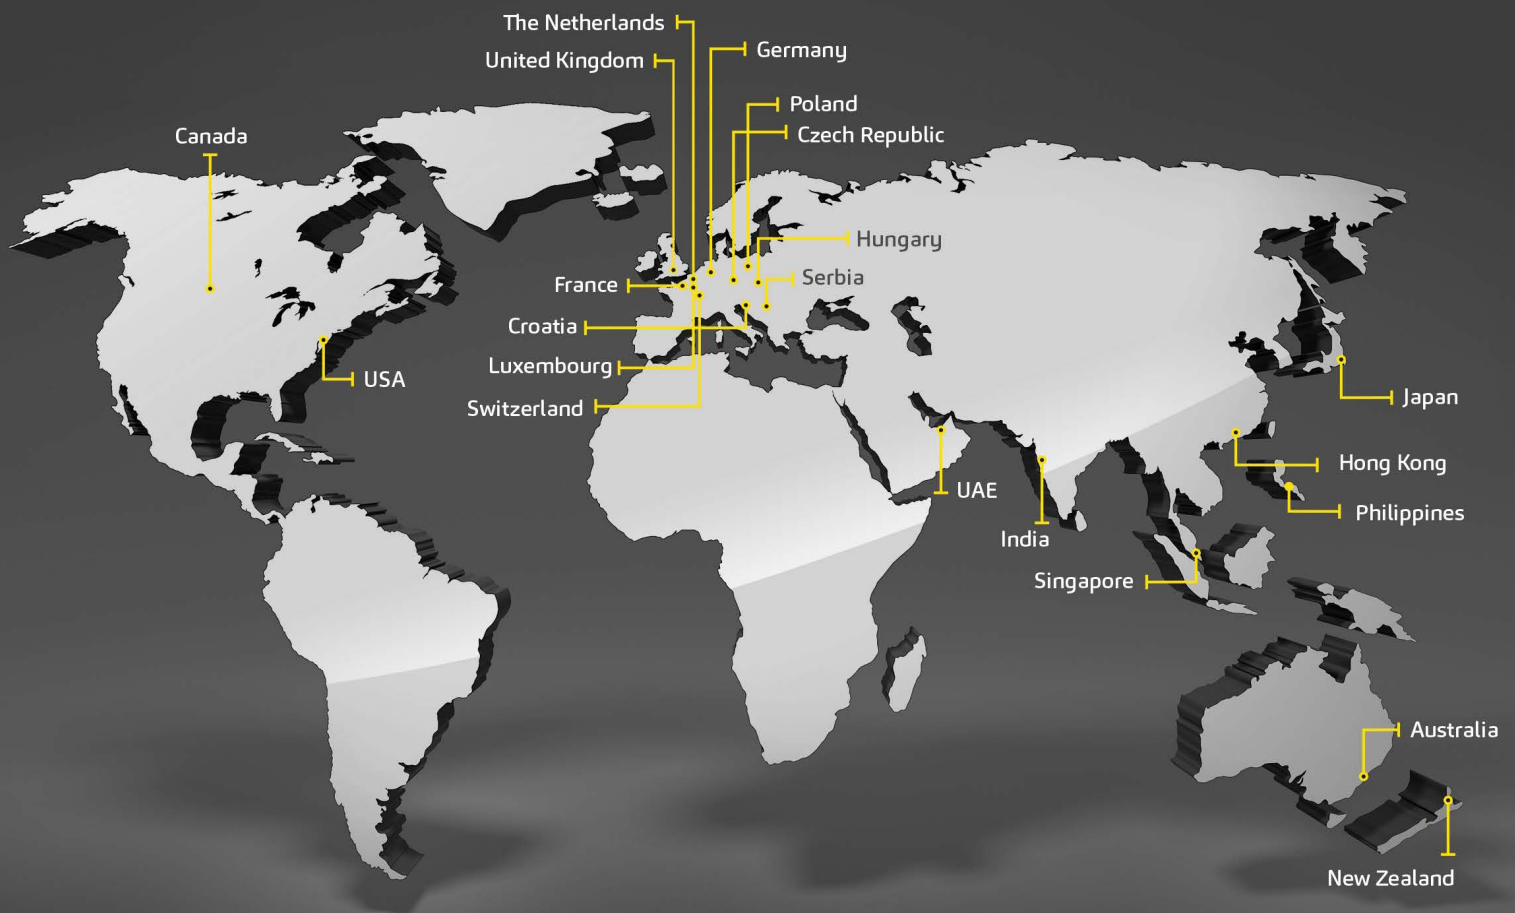 The Netherlands
Germany
United Kingdom
Poland
Czech Republic
Canada
Hungary
Serbia
France
Croatia
Luxembourg
USA
Switzerland
Japan
Hong Kong
UAE
Philippines
India
Singapore
Australia
New Zealand